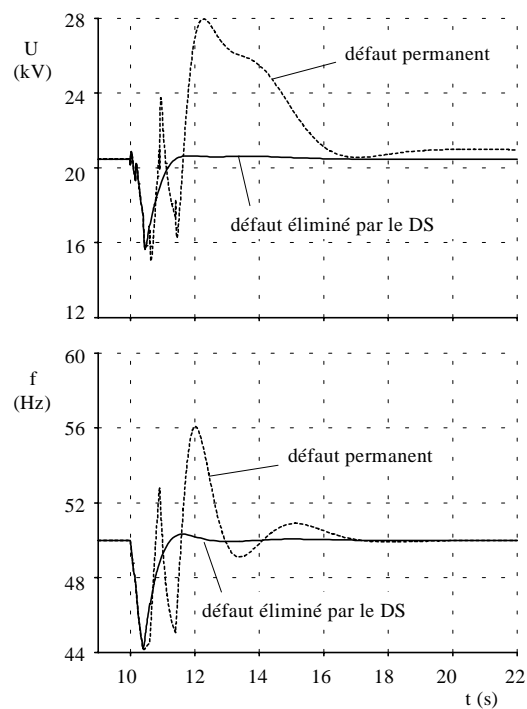 28
U
(kV)
défaut permanent
24
20
défaut éliminé par le DS
16
12
60
f
(Hz)
56
défaut permanent
52
48
défaut éliminé par le DS
44
10 12 14 16 18 20 22
t (s)